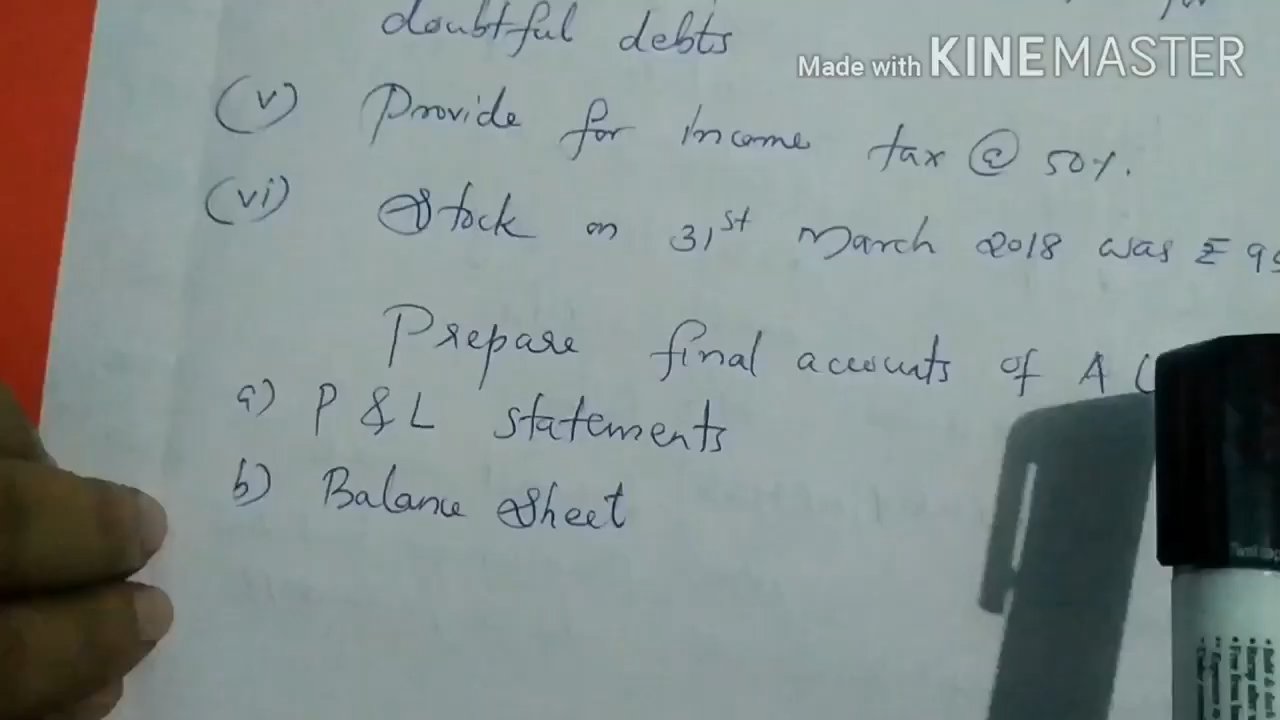 doubtful debts
Made with KINEMASTER
(v) Provide for income tax @ 50%.
(vi) Stock on 31st March 2018 was ₹
Prepare final accounts of A
a) P & L statements
b) Balance Sheet